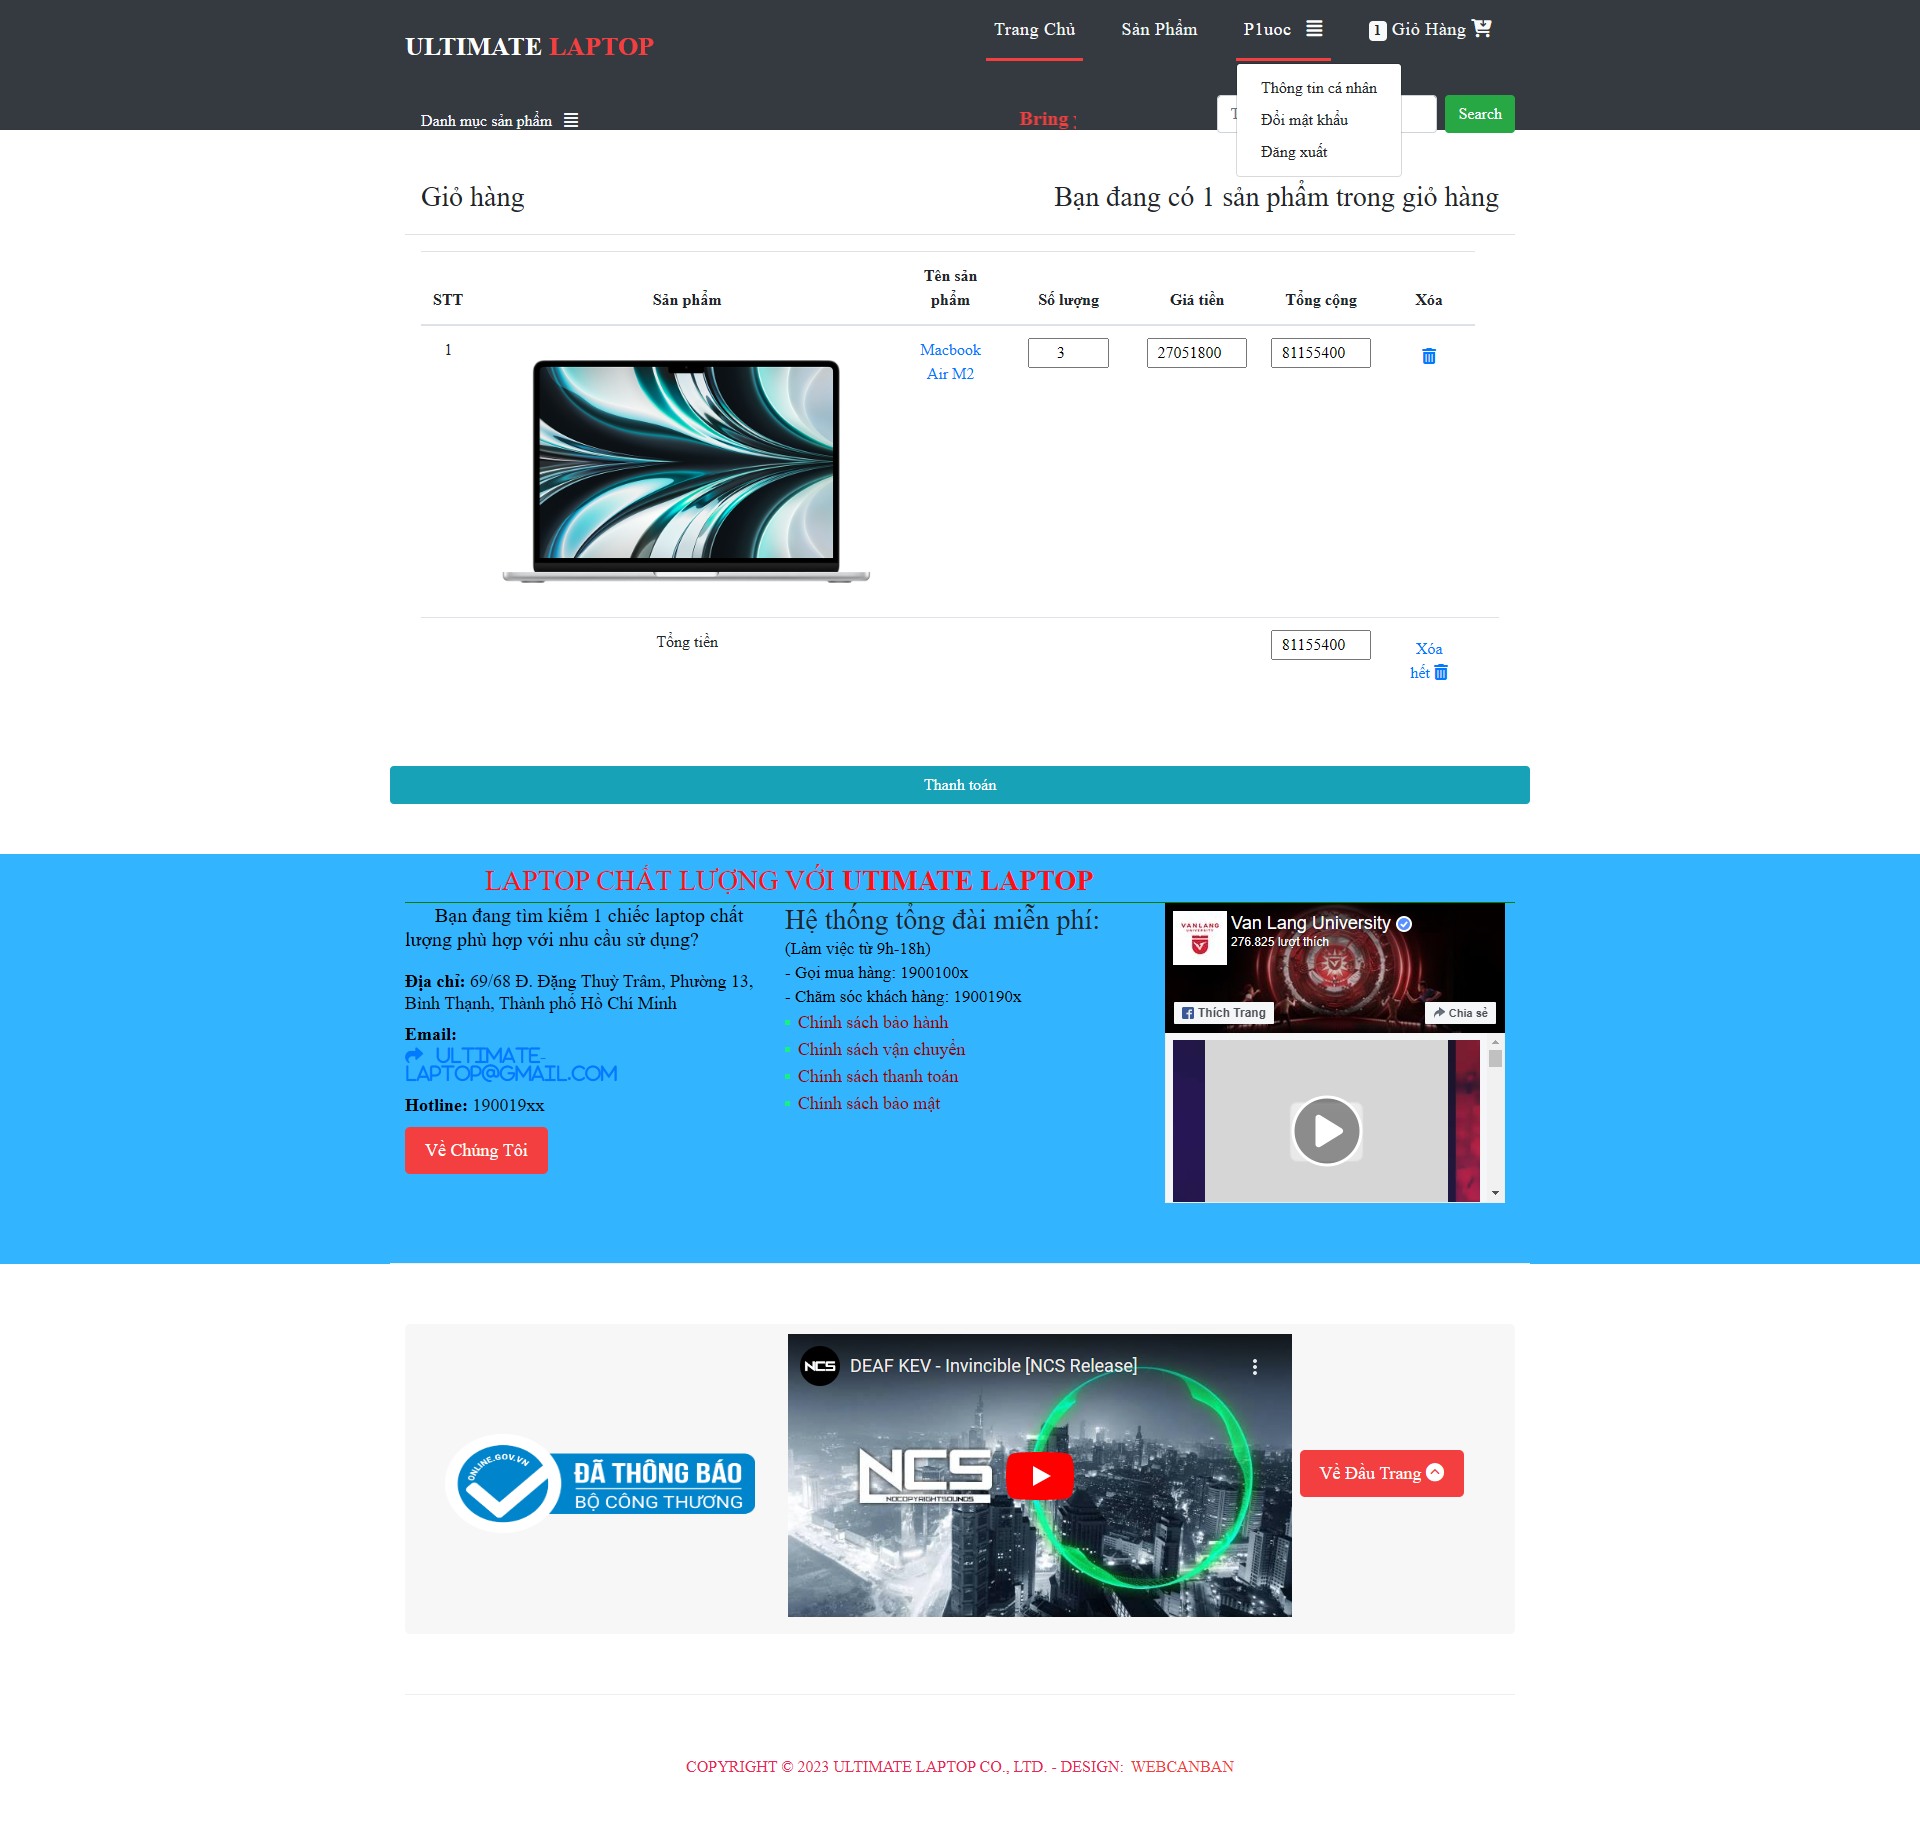 ULTIMATE LAPTOP
Trang Chủ
Sản Phẩm
P1uoc
1 Giỏ Hàng
Thông tin cá nhân
Đổi mật khẩu
Đăng xuất
Danh mục sản phẩm
Bring
Search
Giỏ hàng
Bạn đang có 1 sản phẩm trong giỏ hàng
STT
Sản phẩm
Tên sản
phẩm
Số lượng
Giá tiền
Tổng cộng
Xóa
1
Macbook
Air M2
3
27051800
81155400
Tổng tiền
81155400
Xóa
hết
Thanh toán
LAPTOP CHẤT LƯỢNG VỚI UTIMATE LAPTOP
Bạn đang tìm kiếm 1 chiếc laptop chất
lượng phù hợp với nhu cầu sử dụng?
Địa chỉ: 69/68 Đ. Đặng Thuỳ Trâm, Phường 13,
Bình Thạnh, Thành phố Hồ Chí Minh
Email:
ULTIMATE-
LAPTOP@GMAIL.COM
Hotline: 190019xx
Về Chúng Tôi
Hệ thống tổng đài miễn phí:
(Làm việc từ 9h-18h)
- Gọi mua hàng: 1900100x
- Chăm sóc khách hàng: 1900190x
Chính sách bảo hành
Chính sách vận chuyển
Chính sách thanh toán
Chính sách bảo mật
VANLANG
UNIVERSITY
Van Lang University
276.825 lượt thích
Thích Trang
Chia sẻ
ONLINE.GOV.VN
ĐÃ THÔNG BÁO
BỘ CÔNG THƯƠNG
NCS
DEAF KEV - Invincible [NCS Release]
NCS
NOCOPYRIGHTSOUNDS
Về Đầu Trang
COPYRIGHT © 2023 ULTIMATE LAPTOP CO., LTD. - DESIGN: WEBCANBAN